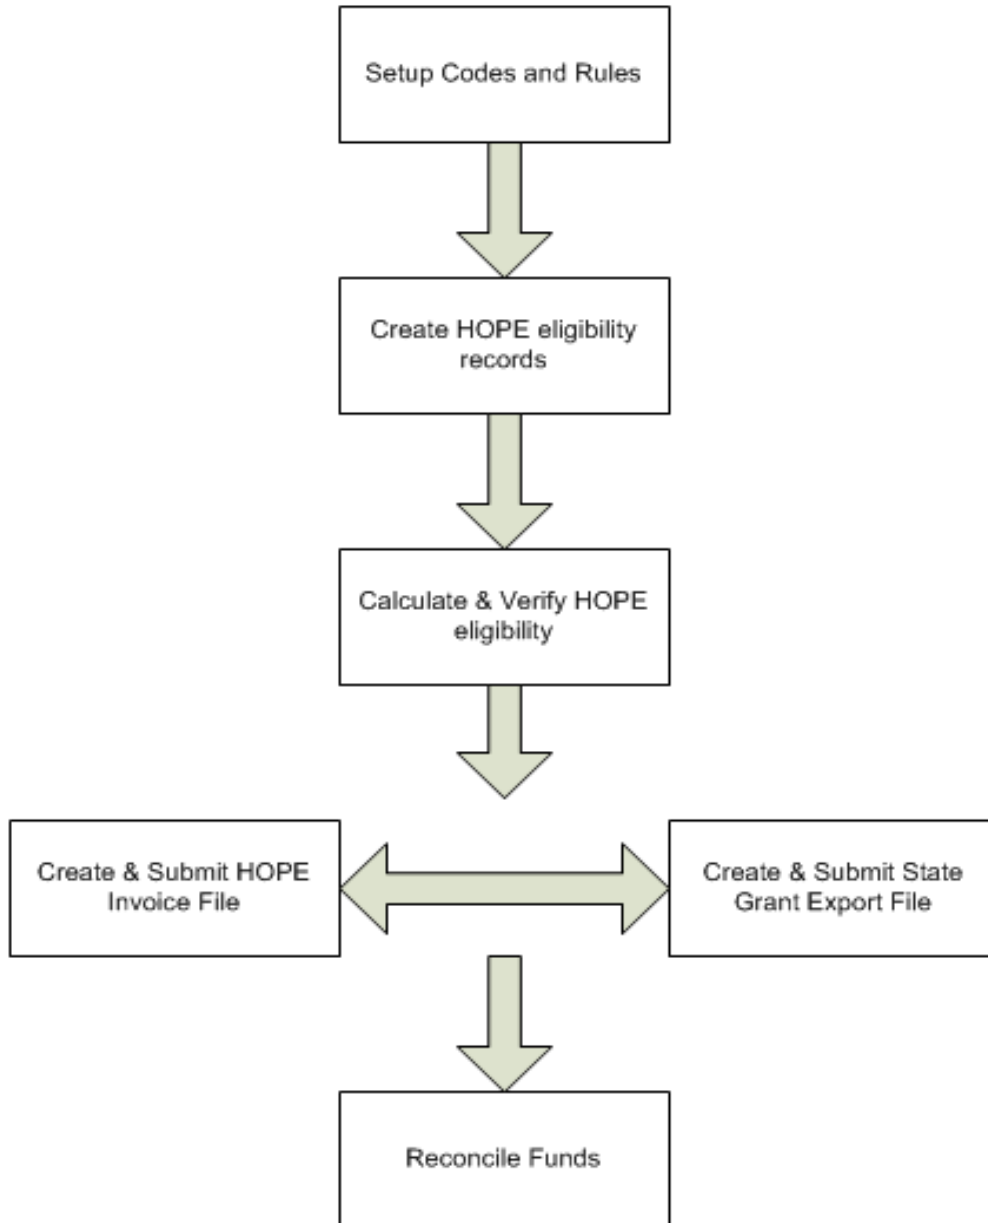 Setup Codes and Rules
Create HOPE eligibility
records
Calculate & Verify HOPE
eligibility
Create & Submit HOPE
Invoice File
Create & Submit State
Grant Export File
Reconcile Funds